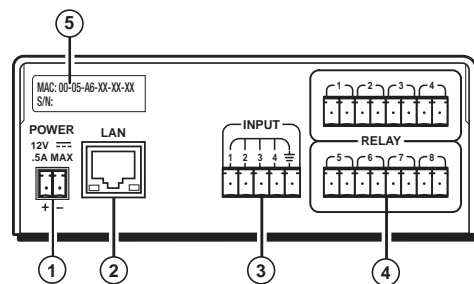 5
MAC: 00-05-A6-XX-XX-XX
S/N:
POWER
12V
.5A MAX
+ –
LAN
INPUT
1 2 3 4
1 2 3 4
RELAY
5 6 7 8
1 2 3 4